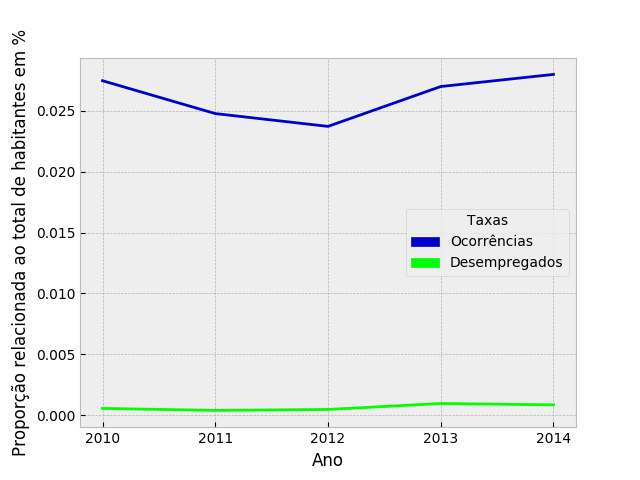 Proporção relacionada ao total de habitantes em %
0.025
0.020
0.015
0.010
0.005
0.000
Taxas
Ocorrências
Desempregados
2010 2011 2012 2013 2014
Ano